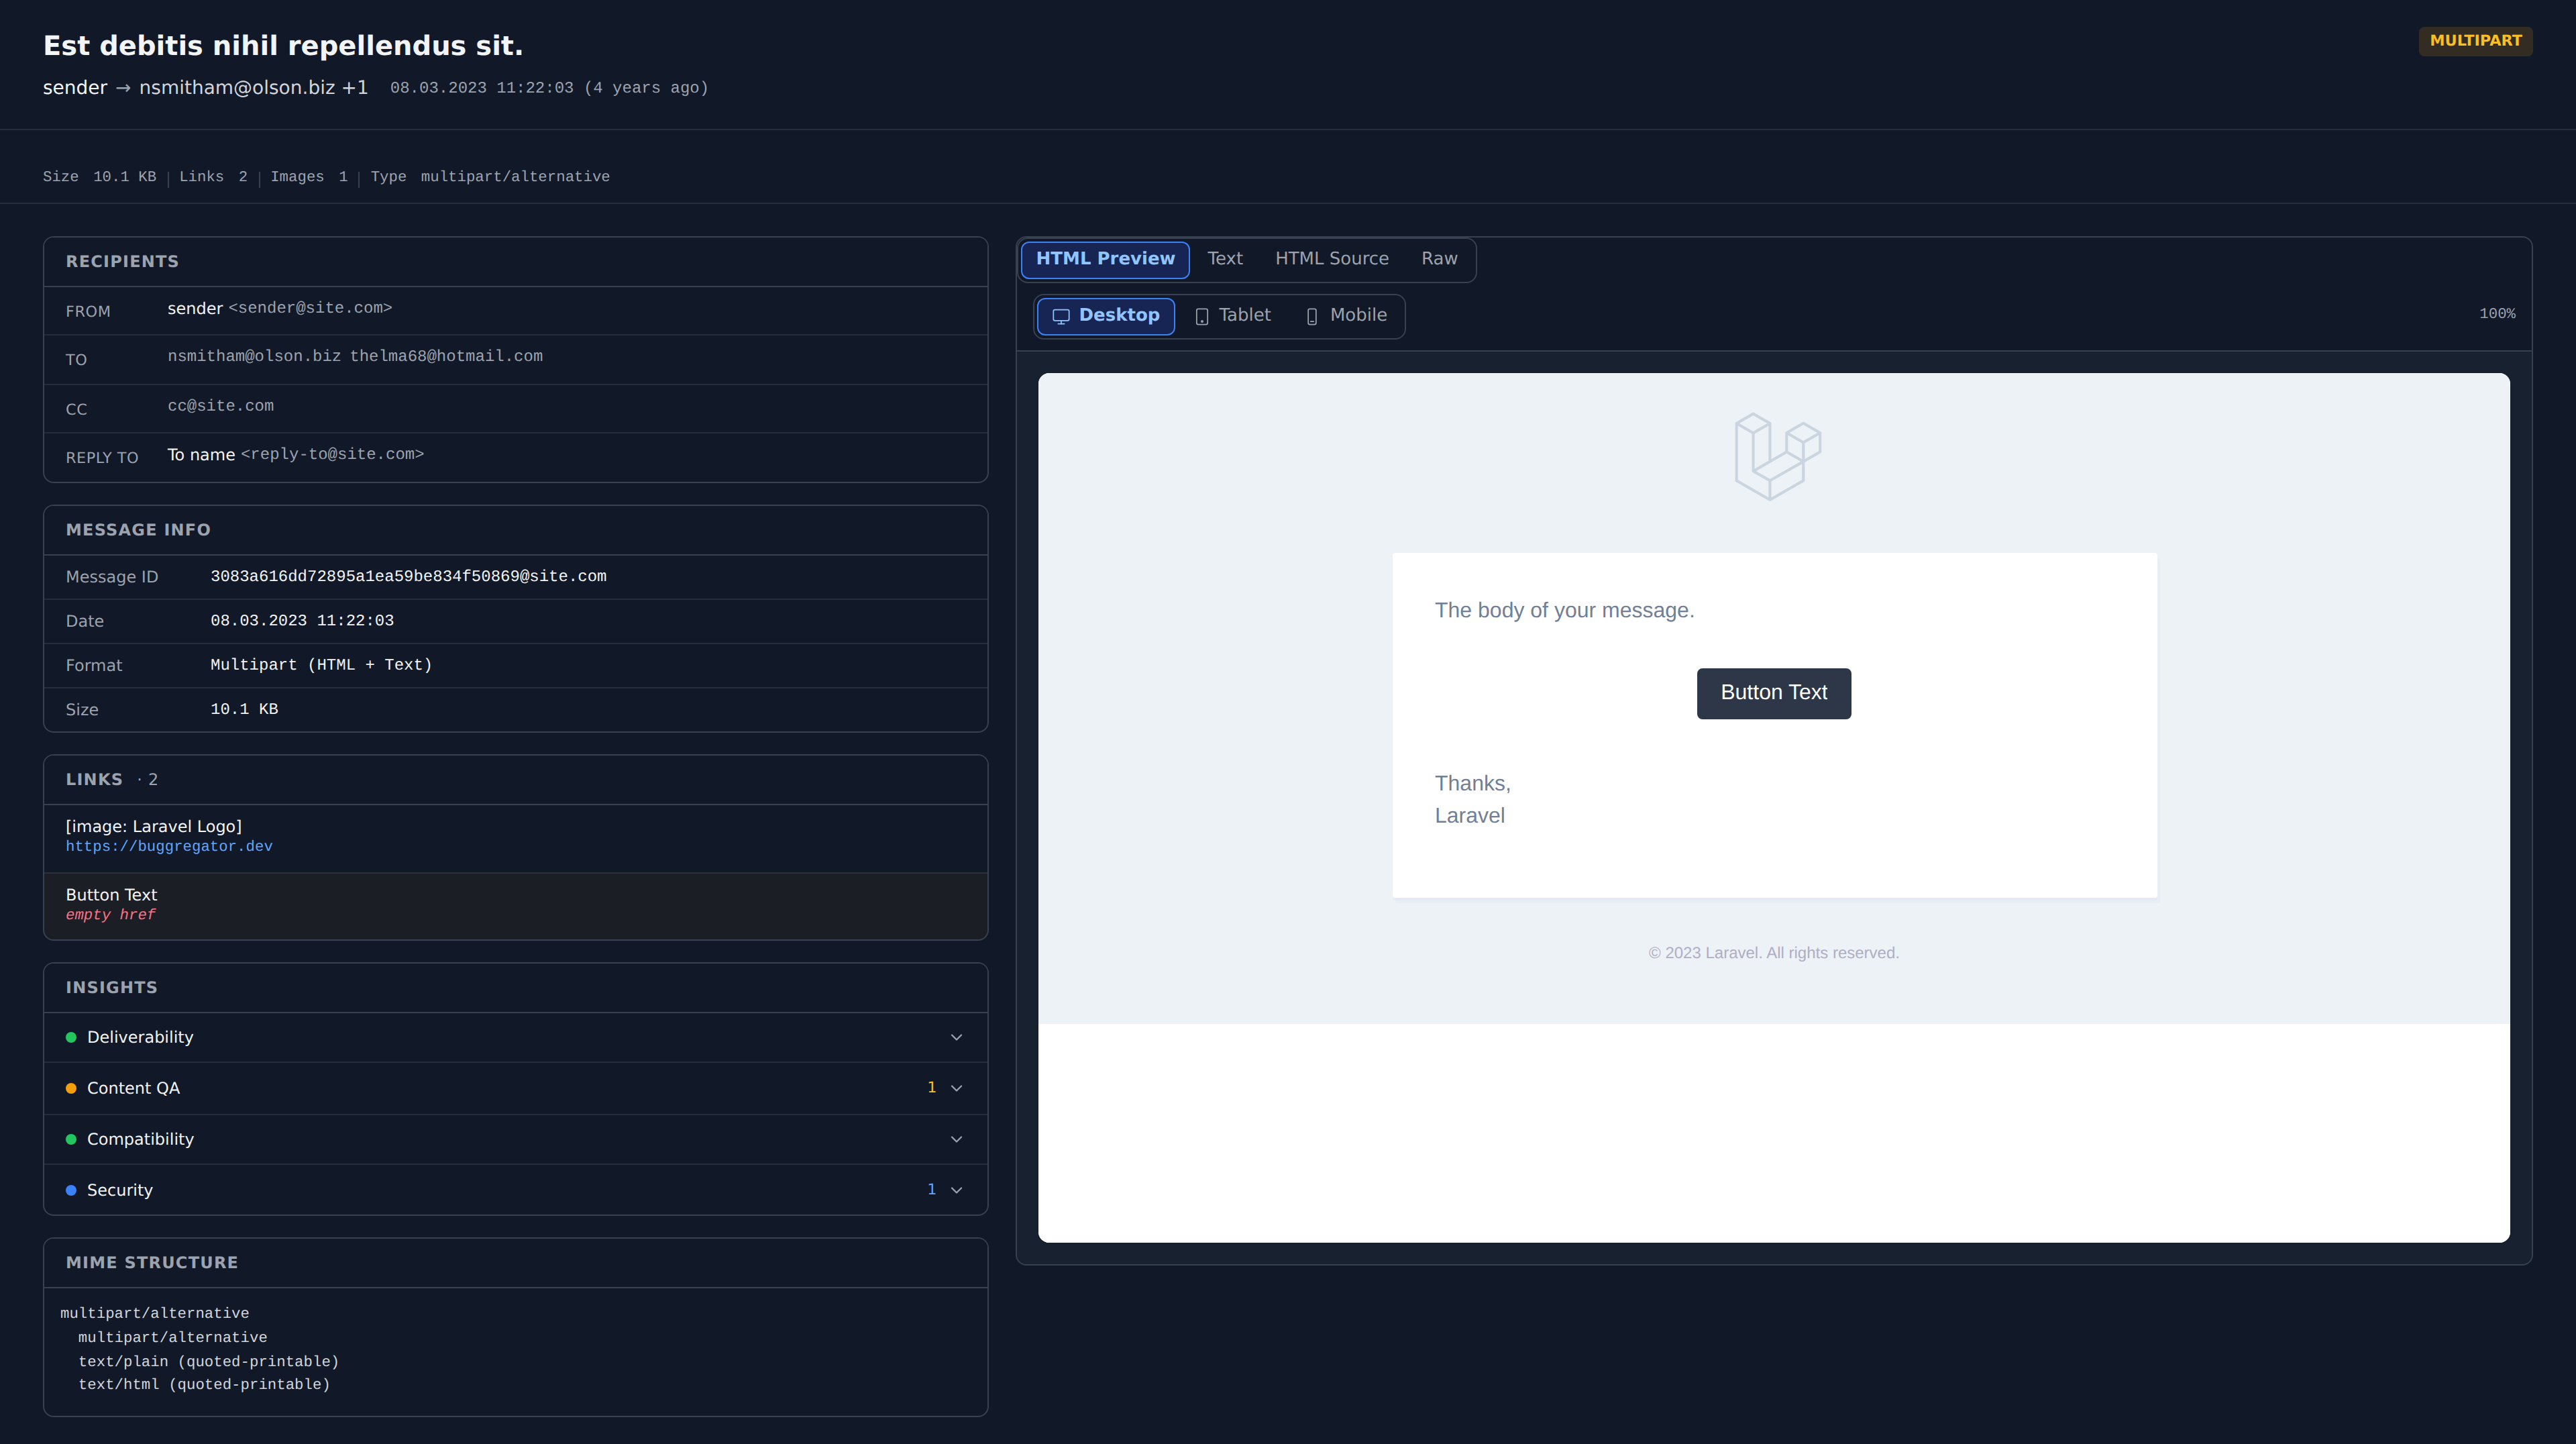 Est debitis nihil repellendus sit.
MULTIPART
sender → nsmitham@olson.biz +1 08.03.2023 11:22:03 (4 years ago)
Size 10.1 KB Links 2 Images 1 Type multipart/alternative
RECIPIENTS
FROM sender <sender@site.com>
TO nsmitham@olson.biz thelma68@hotmail.com
CC cc@site.com
REPLY TO To name <reply-to@site.com>
MESSAGE INFO
Message ID 3083a616dd72895a1ea59be834f50869@site.com
Date 08.03.2023 11:22:03
Format Multipart (HTML + Text)
Size 10.1 KB
LINKS · 2
[image: Laravel Logo]
https://buggregator.dev
Button Text
empty href
INSIGHTS
Deliverability
Content QA 1
Compatibility
Security 1
MIME STRUCTURE
multipart/alternative
multipart/alternative
text/plain (quoted-printable)
text/html (quoted-printable)
HTML Preview Text HTML Source Raw
Desktop Tablet Mobile 100%
The body of your message.
Button Text
Thanks,
Laravel
© 2023 Laravel. All rights reserved.